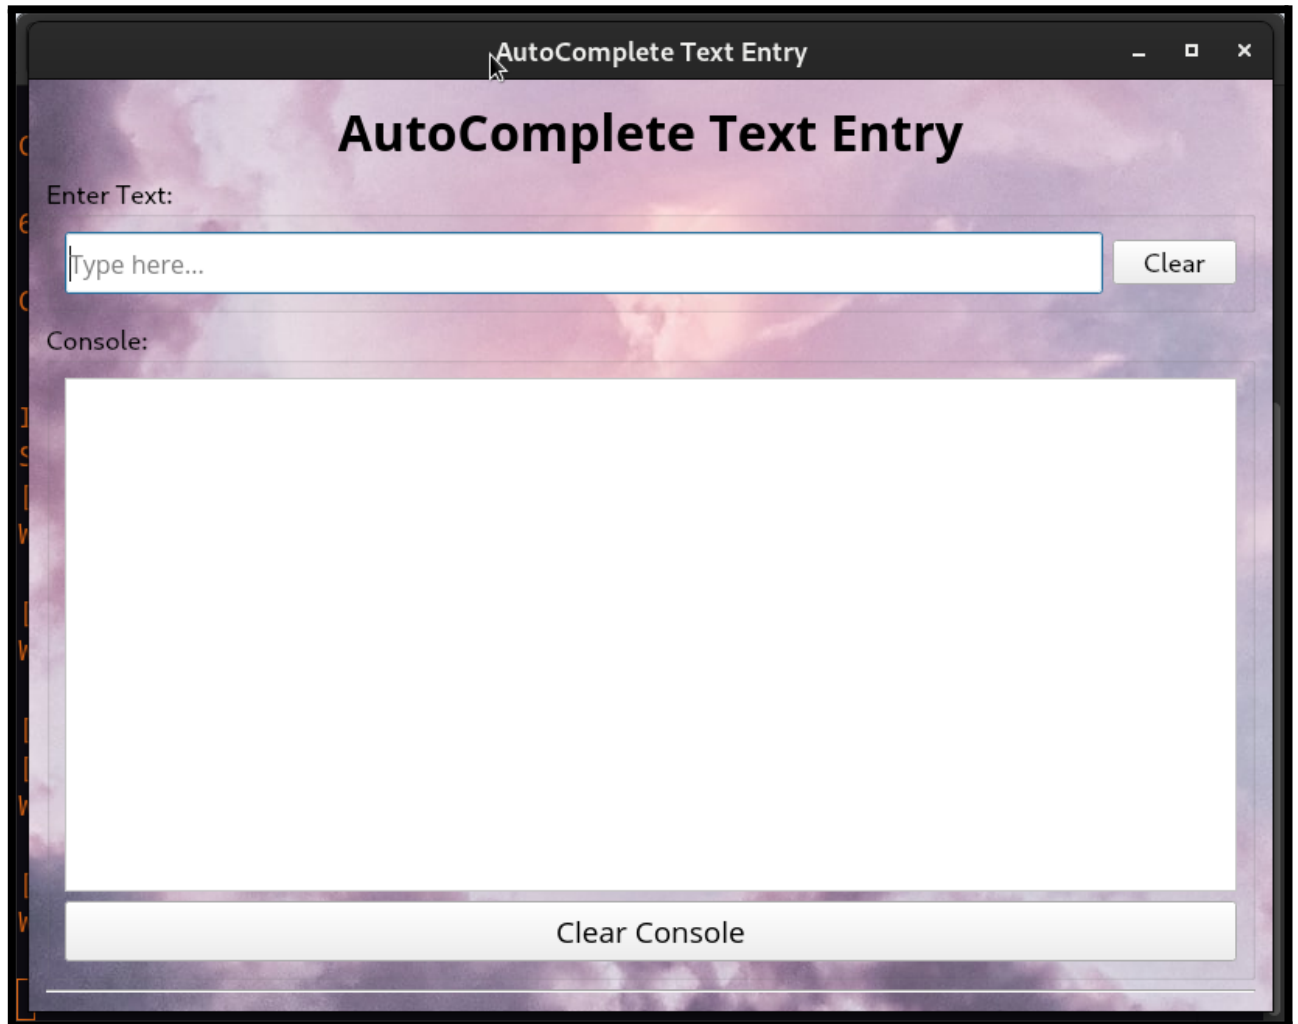 AutoComplete Text Entry
AutoComplete Text Entry
Enter Text:
Type here...
Clear
Console:
Clear Console